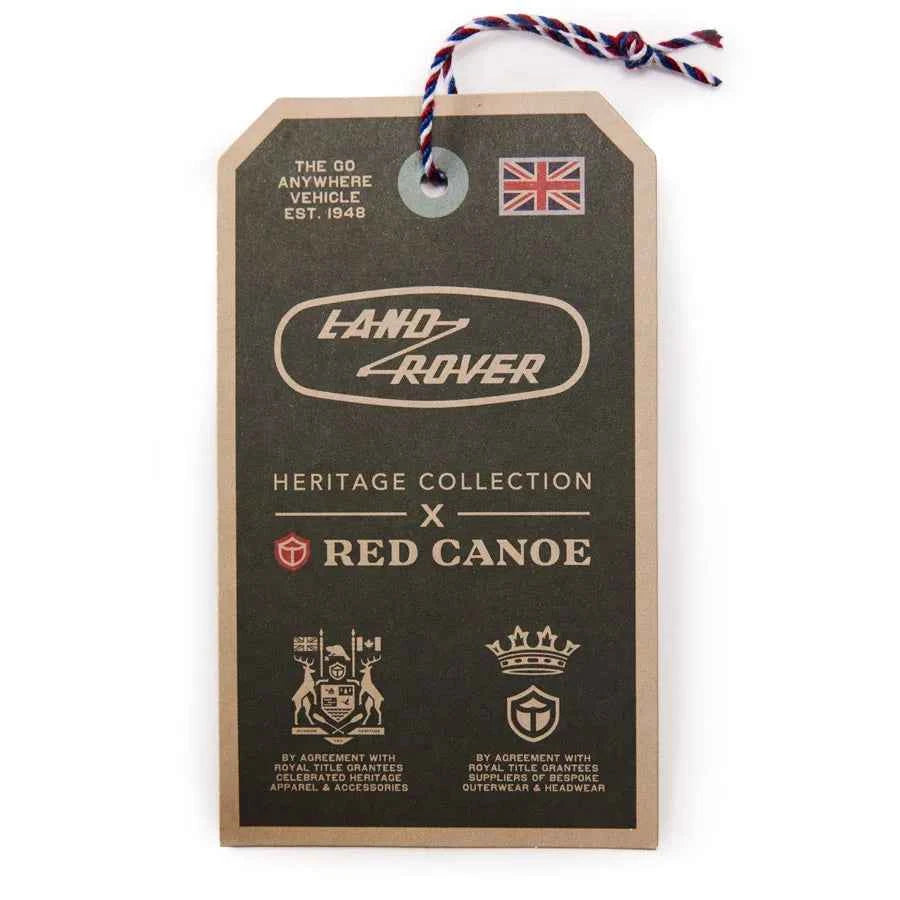 THE GO
ANYWHERE
VEHICLE
EST. 1948
LAND
ROVER
HERITAGE COLLECTION
X
RED CANOE
BY AGREEMENT WITH
ROYAL TITLE GRANTEES
CELEBRATED HERITAGE
APPAREL & ACCESSORIES
BY AGREEMENT WITH
ROYAL TITLE GRANTEES
SUPPLIERS OF BESPOKE
OUTERWEAR & HEADWEAR